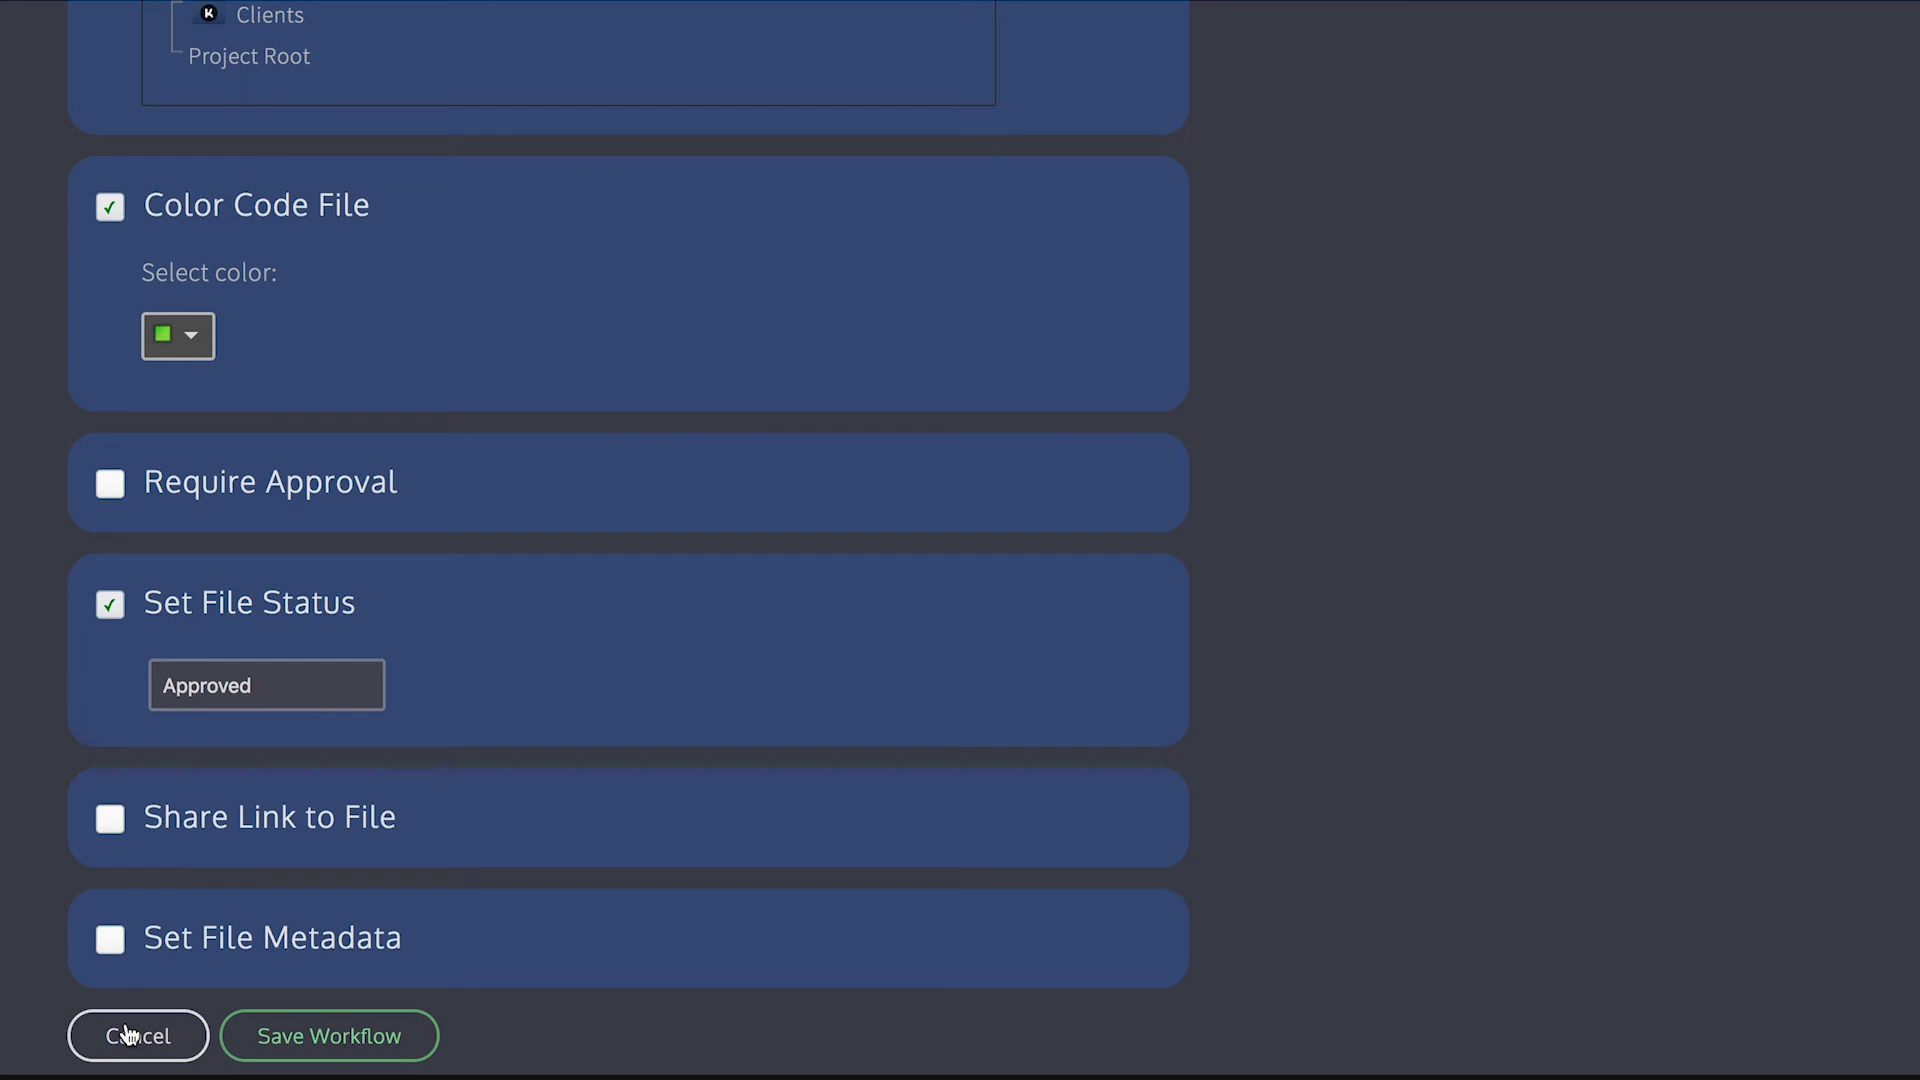 K Clients
Project Root
Color Code File
Select color:
Require Approval
Set File Status
Approved
Share Link to File
Set File Metadata
Cancel
Save Workflow